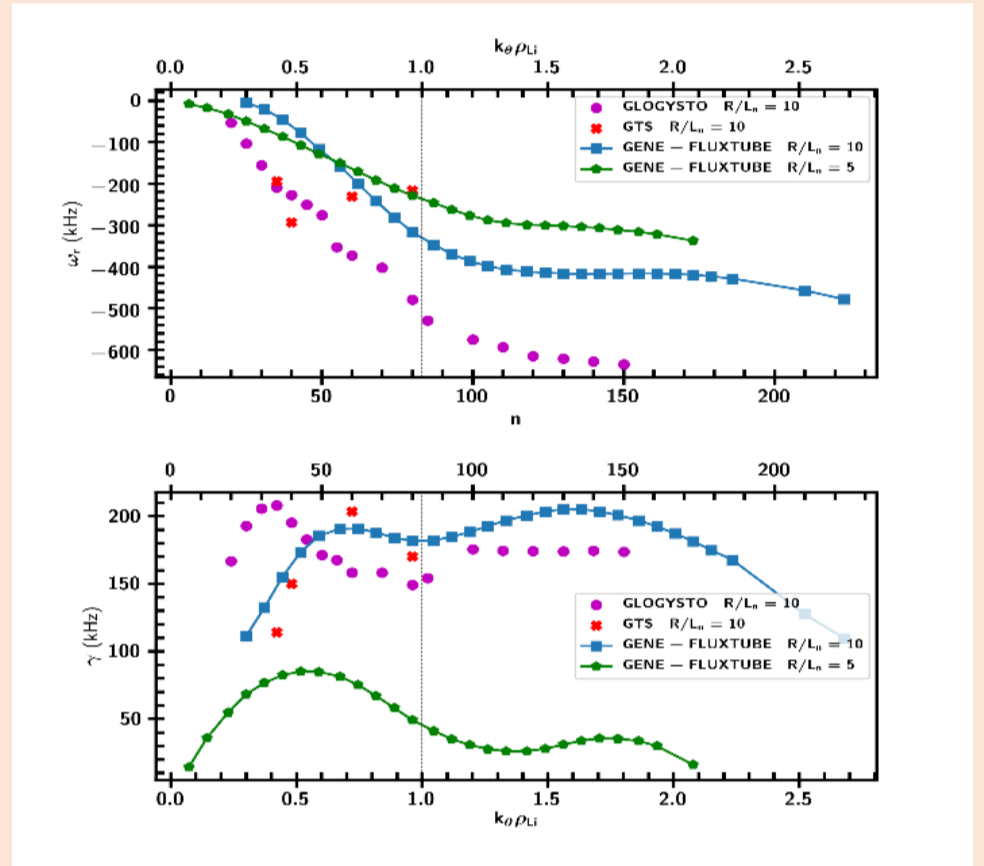 k_θρ_Li
0.0 0.5 1.0 1.5 2.0 2.5
0
−100
−200
−300
−400
−500
−600
ω_r (kHz)
GLOGYSTO R/L_n = 10
GTS R/L_n = 10
GENE − FLUXTUBE R/L_n = 10
GENE − FLUXTUBE R/L_n = 5
0 50 100 150 200
n
0 50 100 150 200
200
150
100
50
γ (kHz)
GLOGYSTO R/L_n = 10
GTS R/L_n = 10
GENE − FLUXTUBE R/L_n = 10
GENE − FLUXTUBE R/L_n = 5
0.0 0.5 1.0 1.5 2.0 2.5
k_θρ_Li